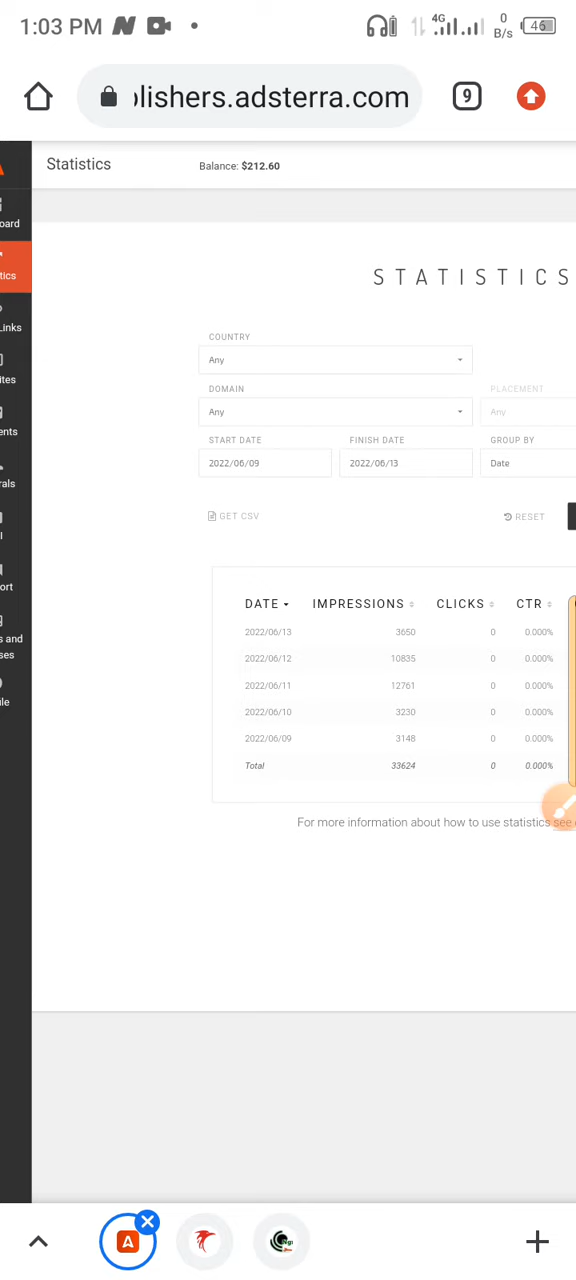 1:03 PM
4G
0 B/s
46
lishers.adsterra.com
9
Statistics
Balance: $212.60
oard
tics
Links
ites
ents
rals
l
ort
s and
ses
ile
STATISTICS
COUNTRY
Any
DOMAIN
PLACEMENT
Any
Any
START DATE
FINISH DATE
GROUP BY
2022/06/09
2022/06/13
Date
GET CSV
RESET
DATE IMPRESSIONS CLICKS CTR
2022/06/13 3650 0 0.000%
2022/06/12 10835 0 0.000%
2022/06/11 12761 0 0.000%
2022/06/10 3230 0 0.000%
2022/06/09 3148 0 0.000%
Total 33624 0 0.000%
For more information about how to use statistics see
A